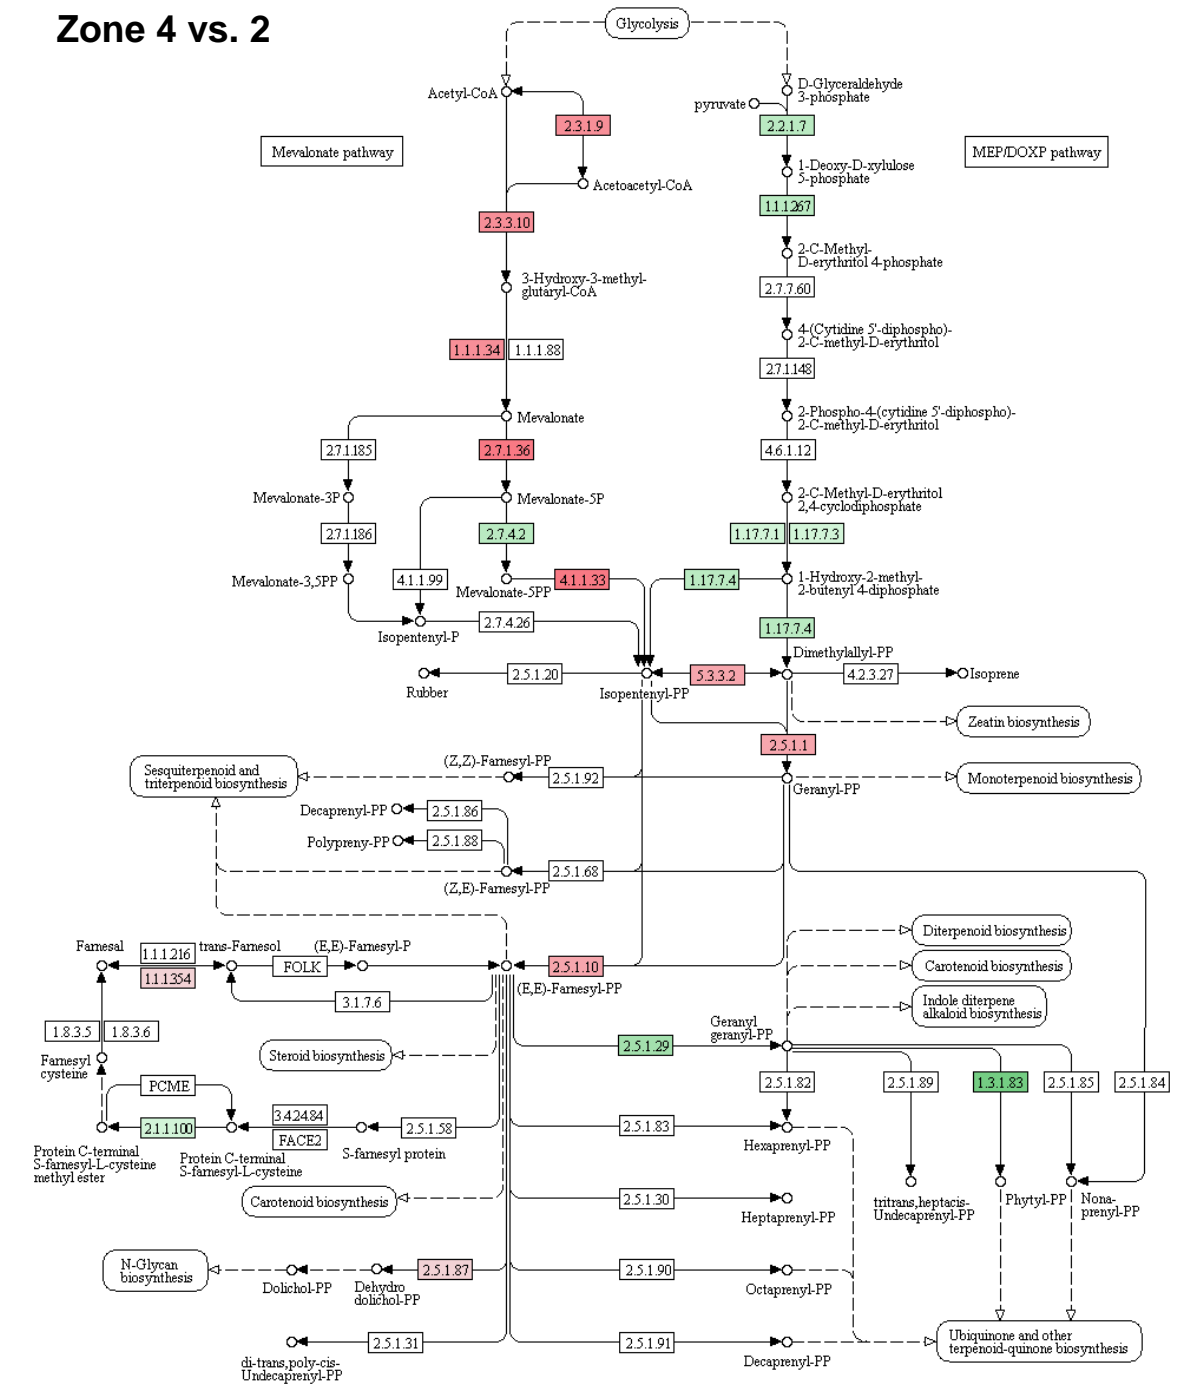 Zone 4 vs. 2
Glycolysis
Acetyl-CoA
D-Glyceraldehyde
3-phosphate
pyruvate
2.3.1.9
2.2.1.7
Mevalonate pathway
MEP/DOXP pathway
1-Deoxy-D-xylulose
5-phosphate
Acetoacetyl-CoA
1.1.1.267
2.3.3.10
2-C-Methyl-
D-erythritol 4-phosphate
3-Hydroxy-3-methyl-
glutaryl-CoA
2.7.7.60
4-(Cytidine 5'-diphospho)-
2-C-methyl-D-erythritol
1.1.1.34
1.1.1.88
2.7.1.148
Mevalonate
2-Phospho-4-(cytidine 5'-diphospho)-
2-C-methyl-D-erythritol
2.7.1.185
2.7.1.36
4.6.1.12
Mevalonate-3P
Mevalonate-5P
2-C-Methyl-D-erythritol
2,4-cyclodiphosphate
2.7.1.186
2.7.4.2
1.17.7.1
1.17.7.3
Mevalonate-3,5PP
4.1.1.99
Mevalonate-5PP
4.1.1.33
1.17.7.4
1-Hydroxy-2-methyl-
2-butenyl 4-diphosphate
Isopentenyl-P
2.7.4.26
1.17.7.4
Dimethylallyl-PP
Rubber
2.5.1.20
Isopentenyl-PP
5.3.3.2
4.2.3.27
Isoprene
Zeatin biosynthesis
2.5.1.1
Sesquiterpenoid and
triterpenoid biosynthesis
(Z,Z)-Farnesyl-PP
2.5.1.92
Geranyl-PP
Monoterpenoid biosynthesis
Decaprenyl-PP
2.5.1.86
Polypreny-PP
2.5.1.88
2.5.1.68
(Z,E)-Farnesyl-PP
Diterpenoid biosynthesis
Farnesal
1.1.1.216
trans-Farnesol
(E,E)-Farnesyl-P
1.1.1.354
FOLK
2.5.1.10
(E,E)-Farnesyl-PP
Carotenoid biosynthesis
3.1.7.6
Indole diterpene
alkaloid biosynthesis
1.8.3.5
1.8.3.6
Geranyl
geranyl-PP
Farnesyl
cysteine
Steroid biosynthesis
2.5.1.29
PCME
2.5.1.82
2.5.1.89
1.3.1.83
2.5.1.85
2.5.1.84
2.1.1.100
3.4.24.84
FACE2
2.5.1.58
2.5.1.83
Protein C-terminal
S-farnesyl-L-cysteine
methyl ester
Protein C-terminal
S-farnesyl-L-cysteine
S-farnesyl protein
Hexaprenyl-PP
Carotenoid biosynthesis
2.5.1.30
Heptaprenyl-PP
tritrans,heptacis-
Undecaprenyl-PP
Phytyl-PP
Nona-
prenyl-PP
N-Glycan
biosynthesis
Dolichol-PP
Dehydro
dolichol-PP
2.5.1.87
2.5.1.90
Octaprenyl-PP
2.5.1.31
di-trans,poly-cis-
Undecaprenyl-PP
2.5.1.91
Decaprenyl-PP
Ubiquinone and other
terpenoid-quinone biosynthesis